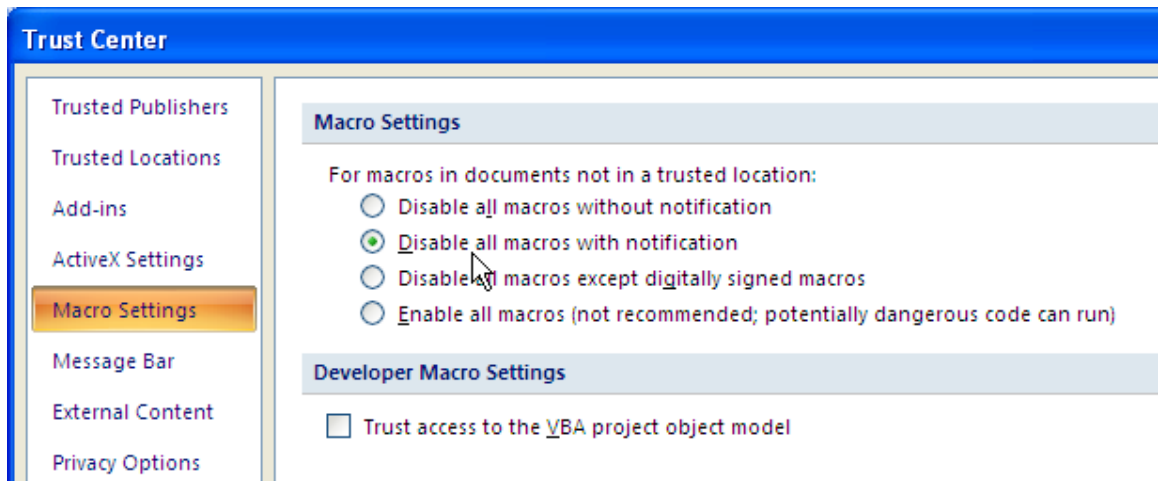 Trust Center
Trusted Publishers
Trusted Locations
Add-ins
ActiveX Settings
Macro Settings
Message Bar
External Content
Privacy Options
Macro Settings
For macros in documents not in a trusted location:
Disable all macros without notification
Disable all macros with notification
Disable all macros except digitally signed macros
Enable all macros (not recommended; potentially dangerous code can run)
Developer Macro Settings
Trust access to the VBA project object model